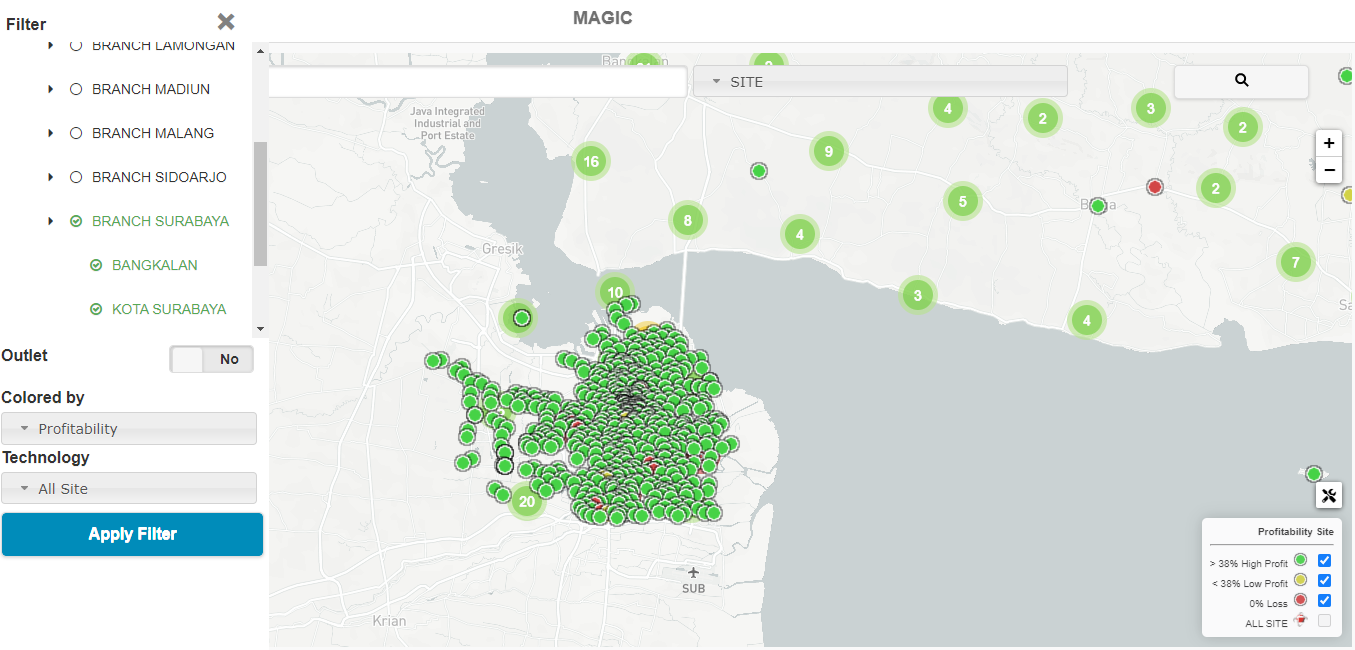 MAGIC
Filter
BRANCH LAMONGAN
BRANCH MADIUN
BRANCH MALANG
BRANCH SIDOARJO
BRANCH SURABAYA
BANGKALAN
KOTA SURABAYA
Outlet
No
Colored by
Profitability
Technology
All Site
Apply Filter
SITE
Java Integrated
Industrial and
Port Estate
4
2
3
2
16
9
2
5
8
4
7
Gresik
10
3
4
20
SUB
Krian
+
−
Profitability Site
> 38% High Profit
< 38% Low Profit
0% Loss
ALL SITE